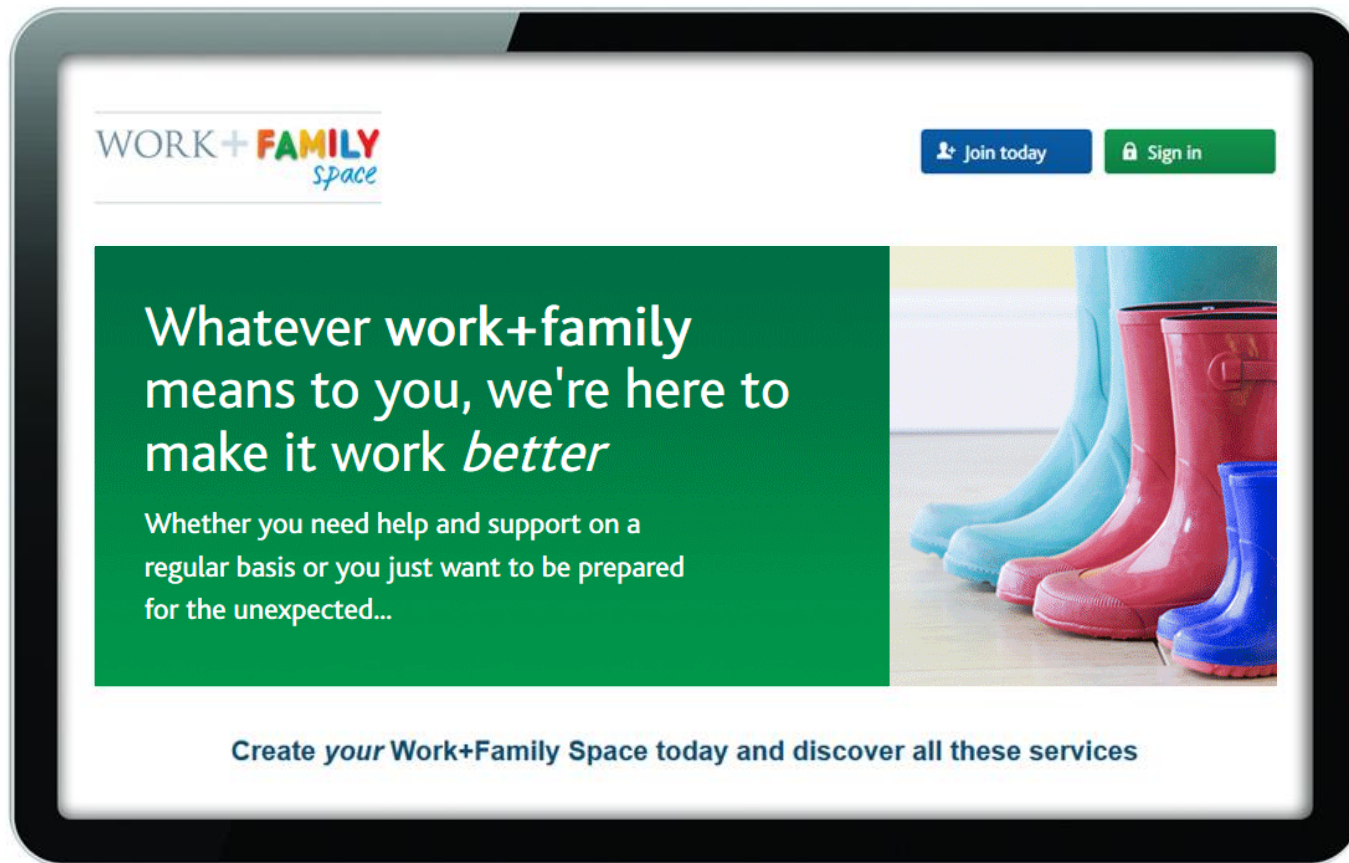 WORK+FAMILY
space
Join today
Sign in
Whatever work+family
means to you, we're here to
make it work better
Whether you need help and support on a
regular basis or you just want to be prepared
for the unexpected...
Create your Work+Family Space today and discover all these services